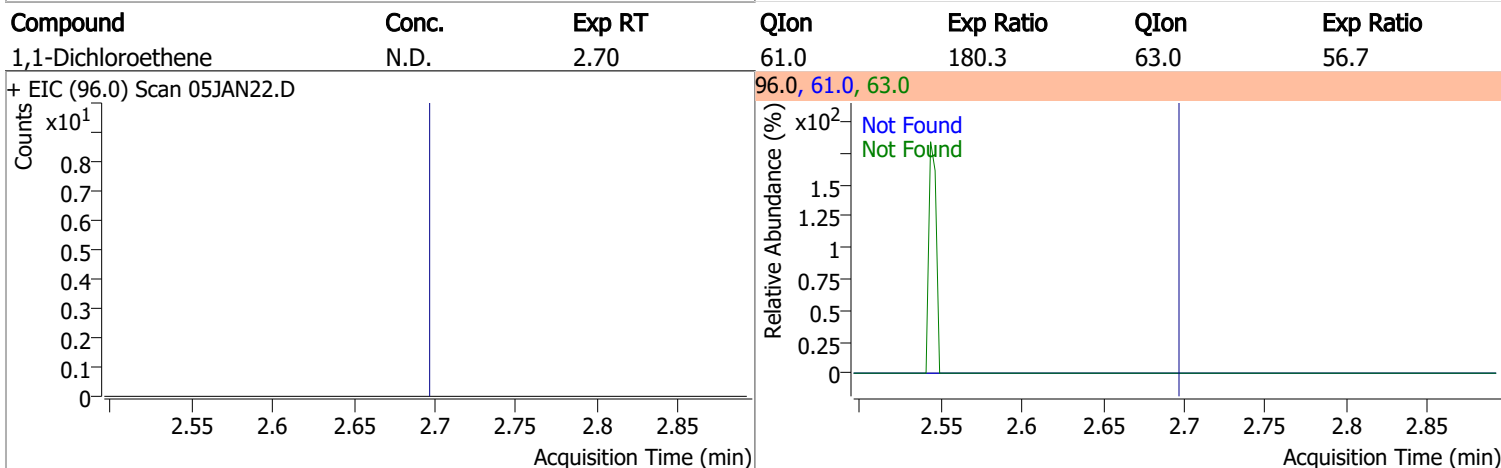 Compound Conc. Exp RT QIon Exp Ratio QIon Exp Ratio
1,1-Dichloroethene N.D. 2.70 61.0 180.3 63.0 56.7
+ EIC (96.0) Scan 05JAN22.D
Counts
x10¹
0.8
0.7
0.6
0.5
0.4
0.3
0.2
0.1
0
2.55 2.6 2.65 2.7 2.75 2.8 2.85
Acquisition Time (min)
96.0, 61.0, 63.0
Relative Abundance (%)
x10²
Not Found
Not Found
1.5
1.25
1
0.75
0.5
0.25
0
2.55 2.6 2.65 2.7 2.75 2.8 2.85
Acquisition Time (min)